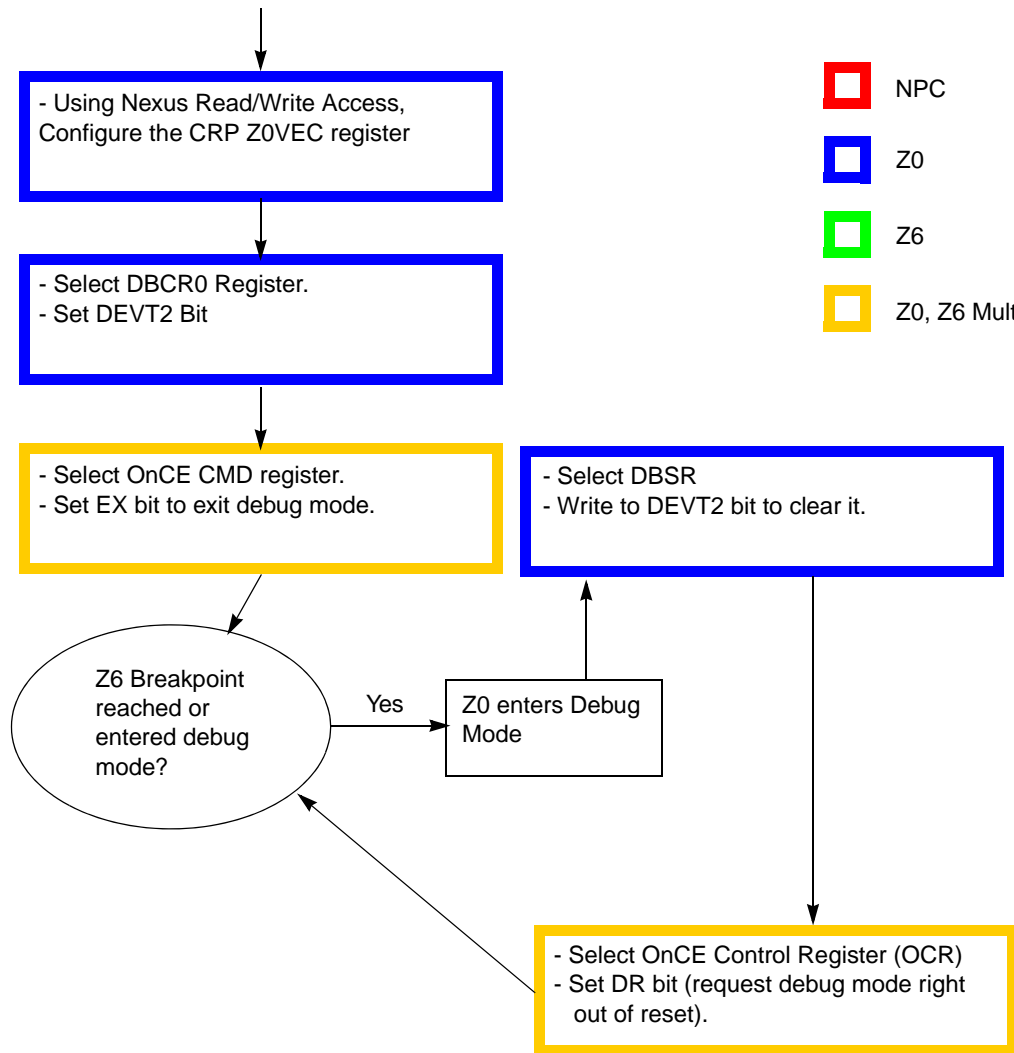 - Using Nexus Read/Write Access,
Configure the CRP Z0VEC register
- Select DBCR0 Register.
- Set DEVT2 Bit
- Select OnCE CMD register.
- Set EX bit to exit debug mode.
Z6 Breakpoint
reached or
entered debug
mode?
Yes
Z0 enters Debug
Mode
- Select DBSR
- Write to DEVT2 bit to clear it.
- Select OnCE Control Register (OCR)
- Set DR bit (request debug mode right
out of reset).
NPC
Z0
Z6
Z0, Z6 Mult